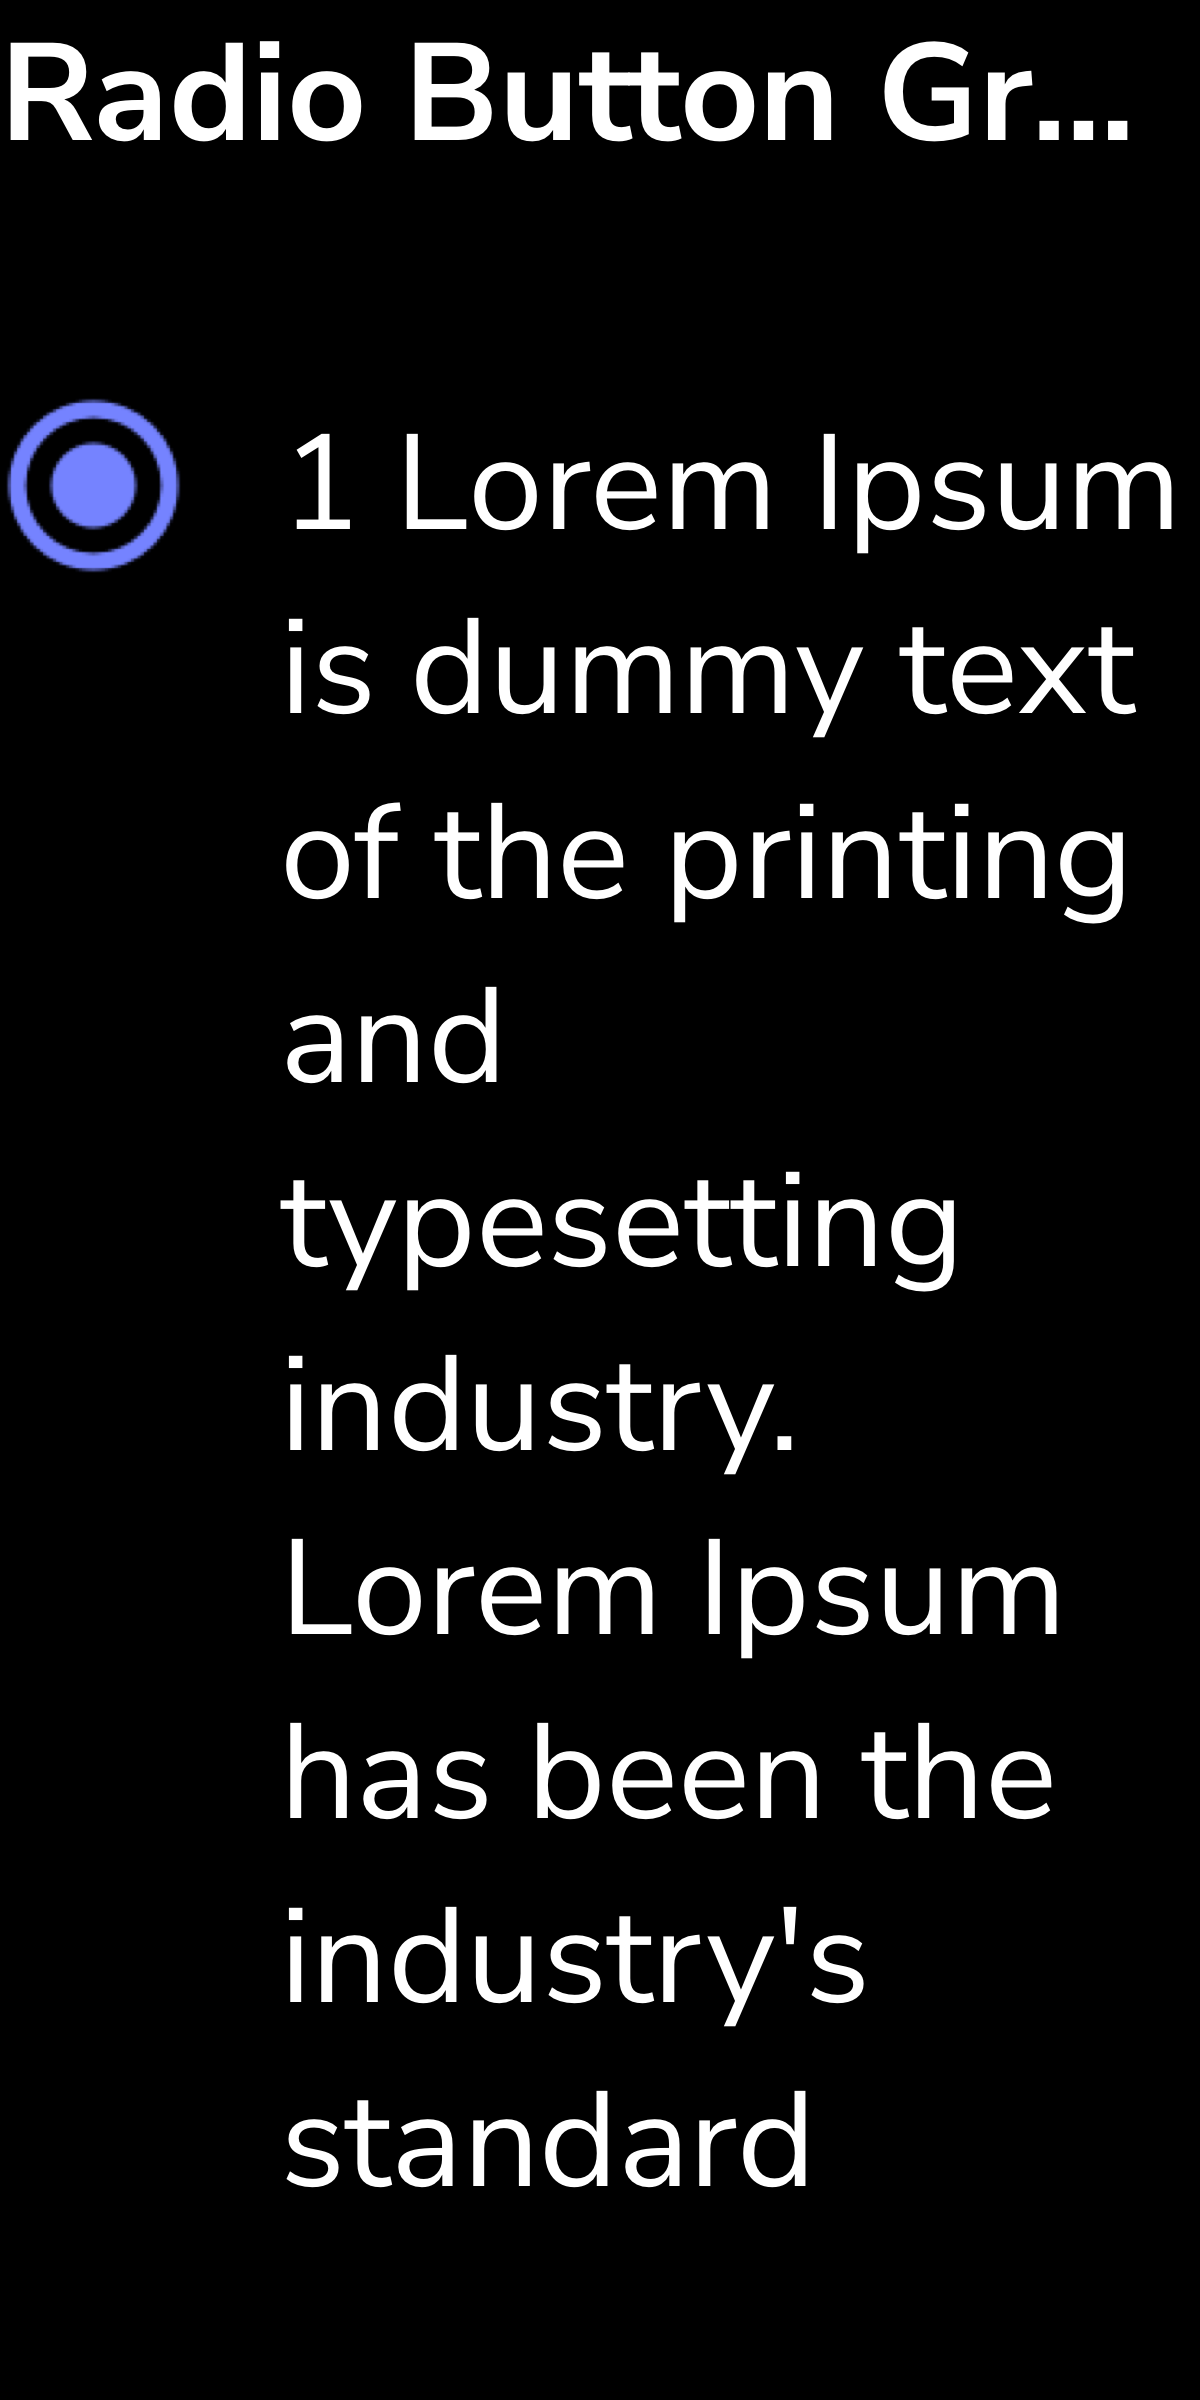 Radio Button Gr...
1 Lorem Ipsum
is dummy text
of the printing
and
typesetting
industry.
Lorem Ipsum
has been the
industry's
standard